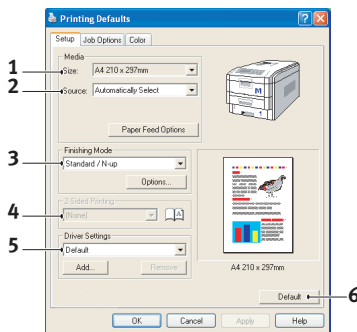 Printing Defaults
Setup Job Options Color
Media
1 Size: A4 210 x 297mm
2 Source: Automatically Select
Paper Feed Options
3 Finishing Mode
Standard / N-up
Options...
4 2-Sided Printing
(None)
A
5 Driver Settings
Default
Add... Remove
A4 210 x 297mm
Default 6
OK Cancel Apply Help